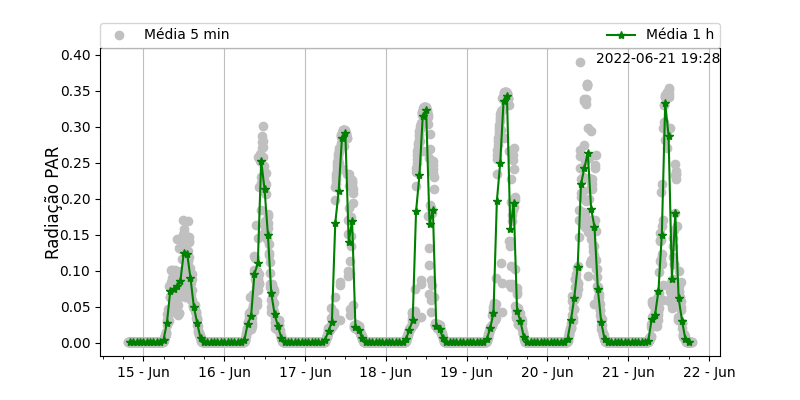 Média 5 min
Média 1 h
2022-06-21 19:28
Radiação PAR
0.40
0.35
0.30
0.25
0.20
0.15
0.10
0.05
0.00
15 - Jun
16 - Jun
17 - Jun
18 - Jun
19 - Jun
20 - Jun
21 - Jun
22 - Jun